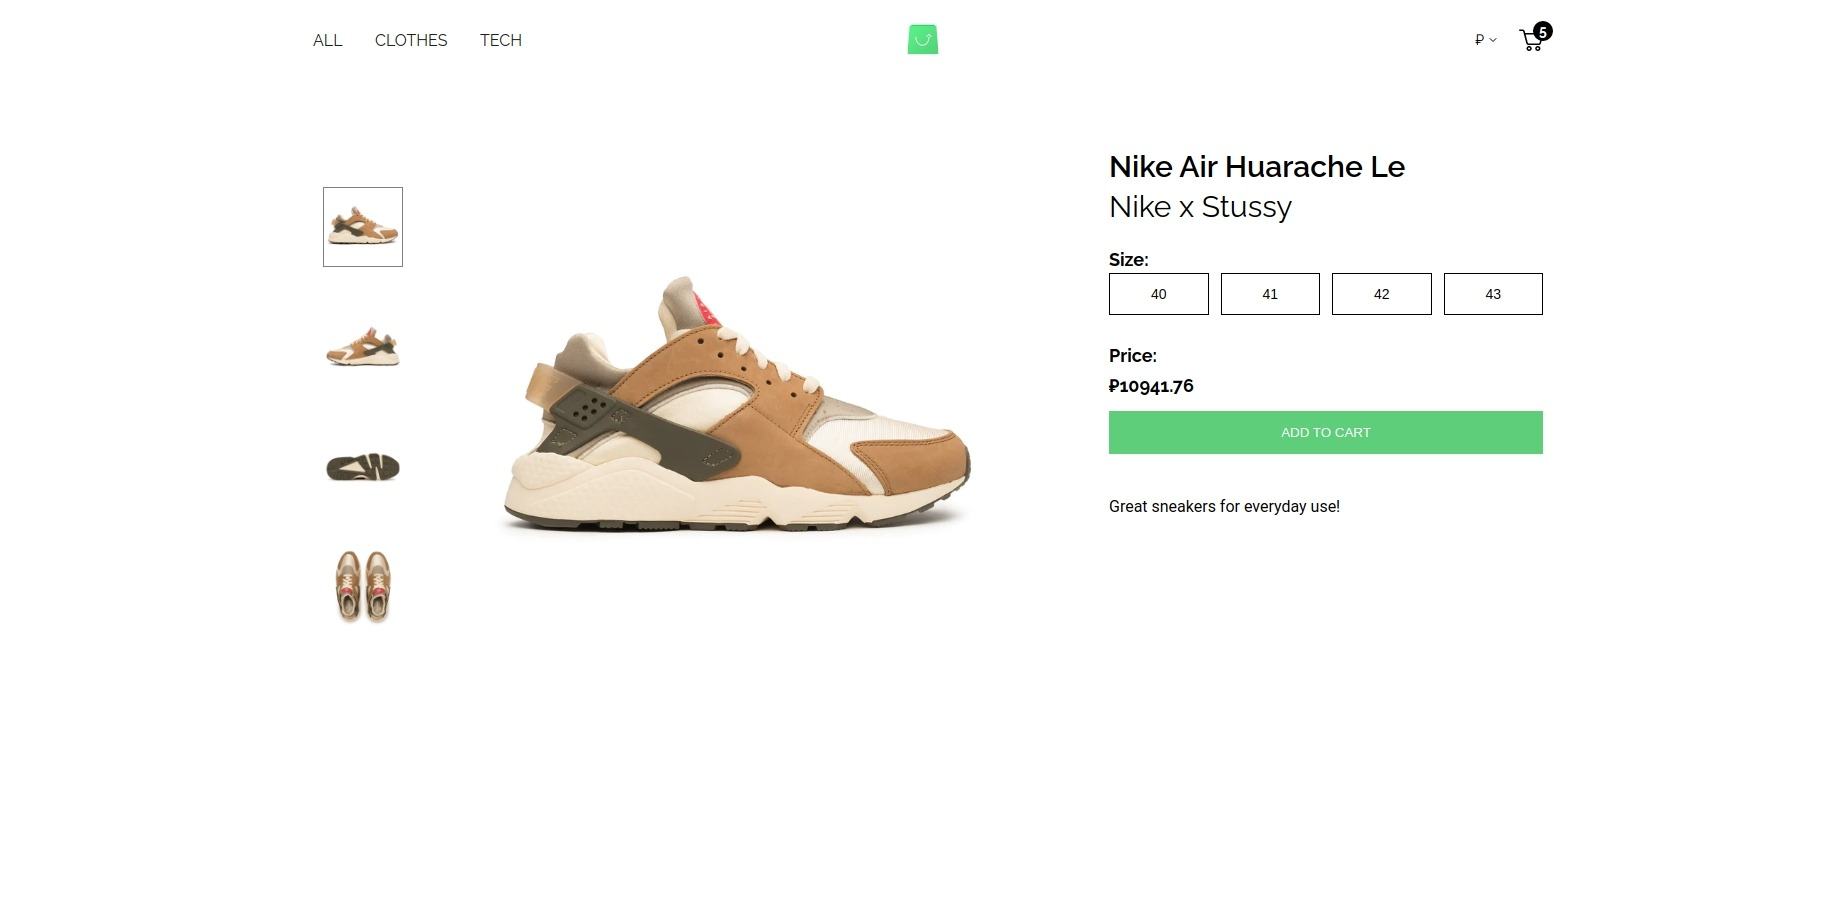 ALL CLOTHES TECH ₽ 5
Nike Air Huarache Le
Nike x Stussy
Size:
40 41 42 43
Price:
₽10941.76
ADD TO CART
Great sneakers for everyday use!